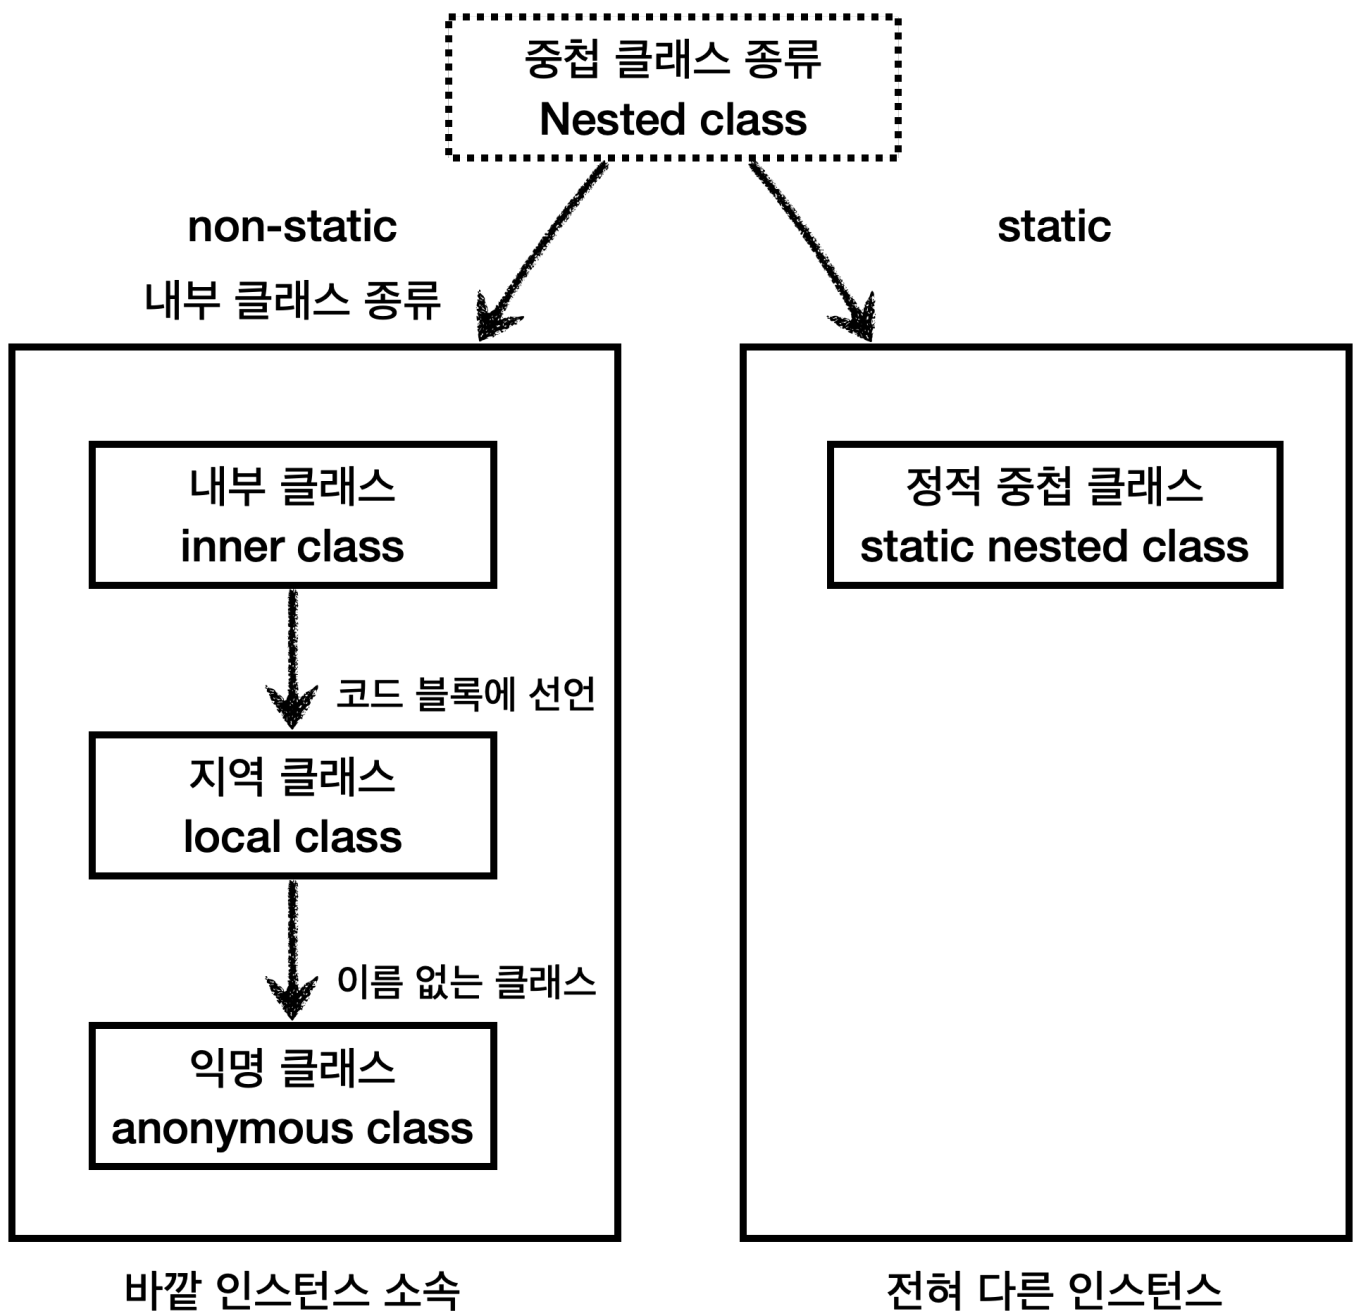 중첩 클래스 종류
Nested class
non-static
내부 클래스 종류
static
내부 클래스
inner class
코드 블록에 선언
지역 클래스
local class
이름 없는 클래스
익명 클래스
anonymous class
바깥 인스턴스 소속
정적 중첩 클래스
static nested class
전혀 다른 인스턴스